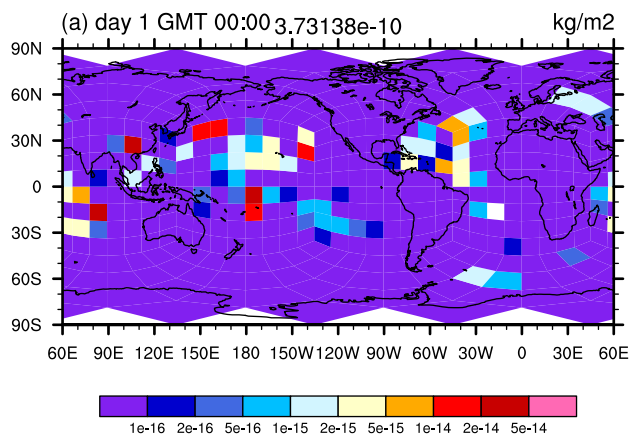 (a) day 1 GMT 00:00 3.73138e-10 kg/m2
90N
60N
30N
0
30S
60S
90S
60E 90E 120E 150E 180 150W 120W 90W 60W 30W 0 30E 60E
1e-16 2e-16 5e-16 1e-15 2e-15 5e-15 1e-14 2e-14 5e-14